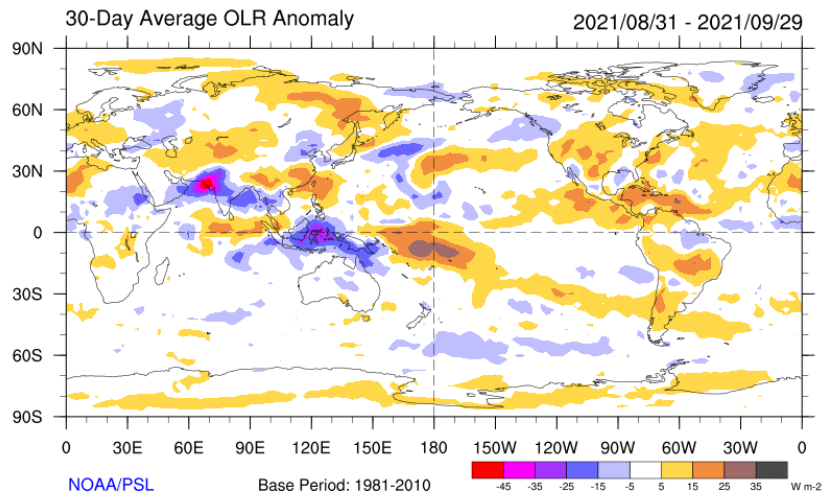 30-Day Average OLR Anomaly 2021/08/31 - 2021/09/29
90N
60N
30N
0
30S
60S
90S
0 30E 60E 90E 120E 150E 180 150W 120W 90W 60W 30W 0
NOAA/PSL Base Period: 1981-2010
-45 -35 -25 -15 -5 5 15 25 35 W m-2